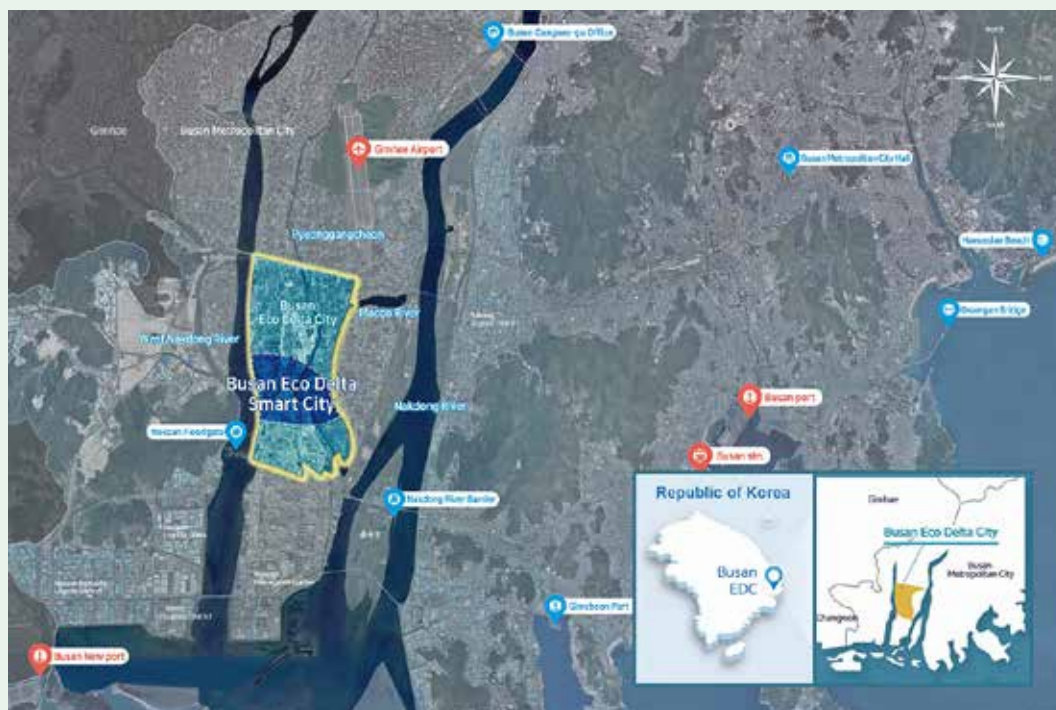 North
South
Busan Gangseo-gu Office
Gimhae
Busan Metropolitan City
Gimhae Airport
Busan Metropolitan City Hall
Pyeonggangcheon
Haeundae Beach
Busan
Eco Delta City
Macdo River
Gwangan Bridge
West Nakdong River
Busan Eco Delta
Smart City
Nakdong River
Busan port
Noksan Floodgate
Busan stn
Nakdong River Barrier
Republic of Korea
Busan
EDC
Gimhae
Busan Eco Delta City
Busan
Metropolitan City
Changwon
Busan New port